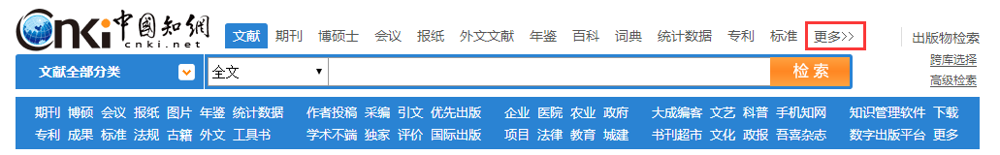 Cnki 中國知網
cnki.net
文献 期刊 博硕士 会议 报纸 外文文献 年鉴 百科 词典 统计数据 专利 标准 更多>> 出版物检索
文献全部分类 全文 检索 跨库选择
高级检索
期刊 博硕 会议 报纸 图片 年鉴 统计数据 作者投稿 采编 引文 优先出版 企业 医院 农业 政府 大成编客 文艺 科普 手机知网 知识管理软件 下载
专利 成果 标准 法规 古籍 外文 工具书 学术不端 独家 评价 国际出版 项目 法律 教育 城建 书刊超市 文化 政报 吾喜杂志 数字出版平台 更多